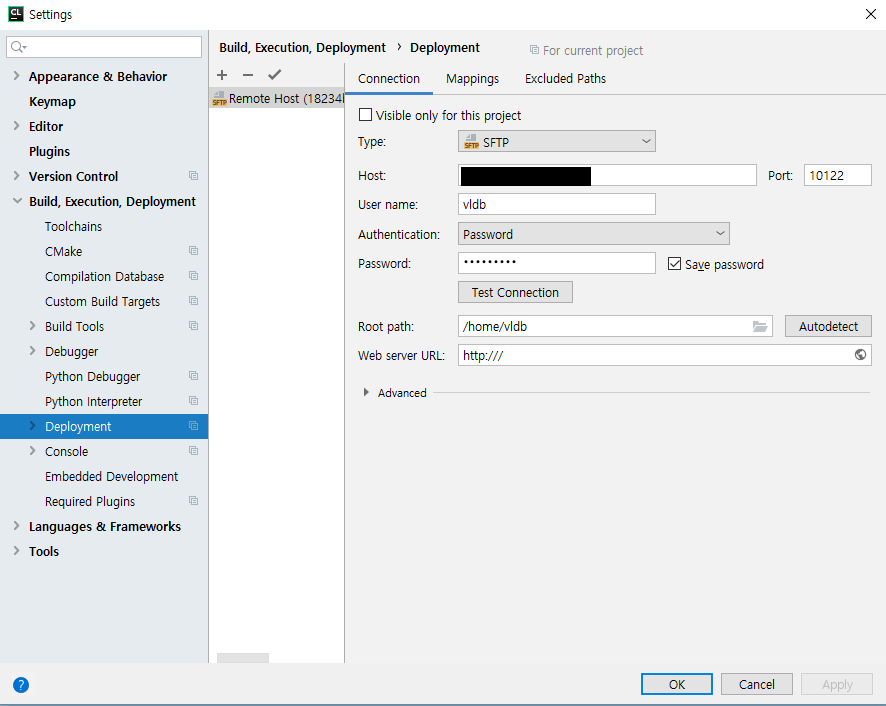 CL Settings
Build, Execution, Deployment › Deployment
For current project
Appearance & Behavior
Keymap
Editor
Plugins
Version Control
Build, Execution, Deployment
Toolchains
CMake
Compilation Database
Custom Build Targets
Build Tools
Debugger
Python Debugger
Python Interpreter
Deployment
Console
Embedded Development
Required Plugins
Languages & Frameworks
Tools
SFTP Remote Host (18234
Connection Mappings Excluded Paths
Visible only for this project
Type: SFTP SFTP
Host: Port: 10122
User name: vldb
Authentication: Password
Password: ••••••••• Save password
Test Connection
Root path: /home/vldb Autodetect
Web server URL: http:///
Advanced
? OK Cancel Apply